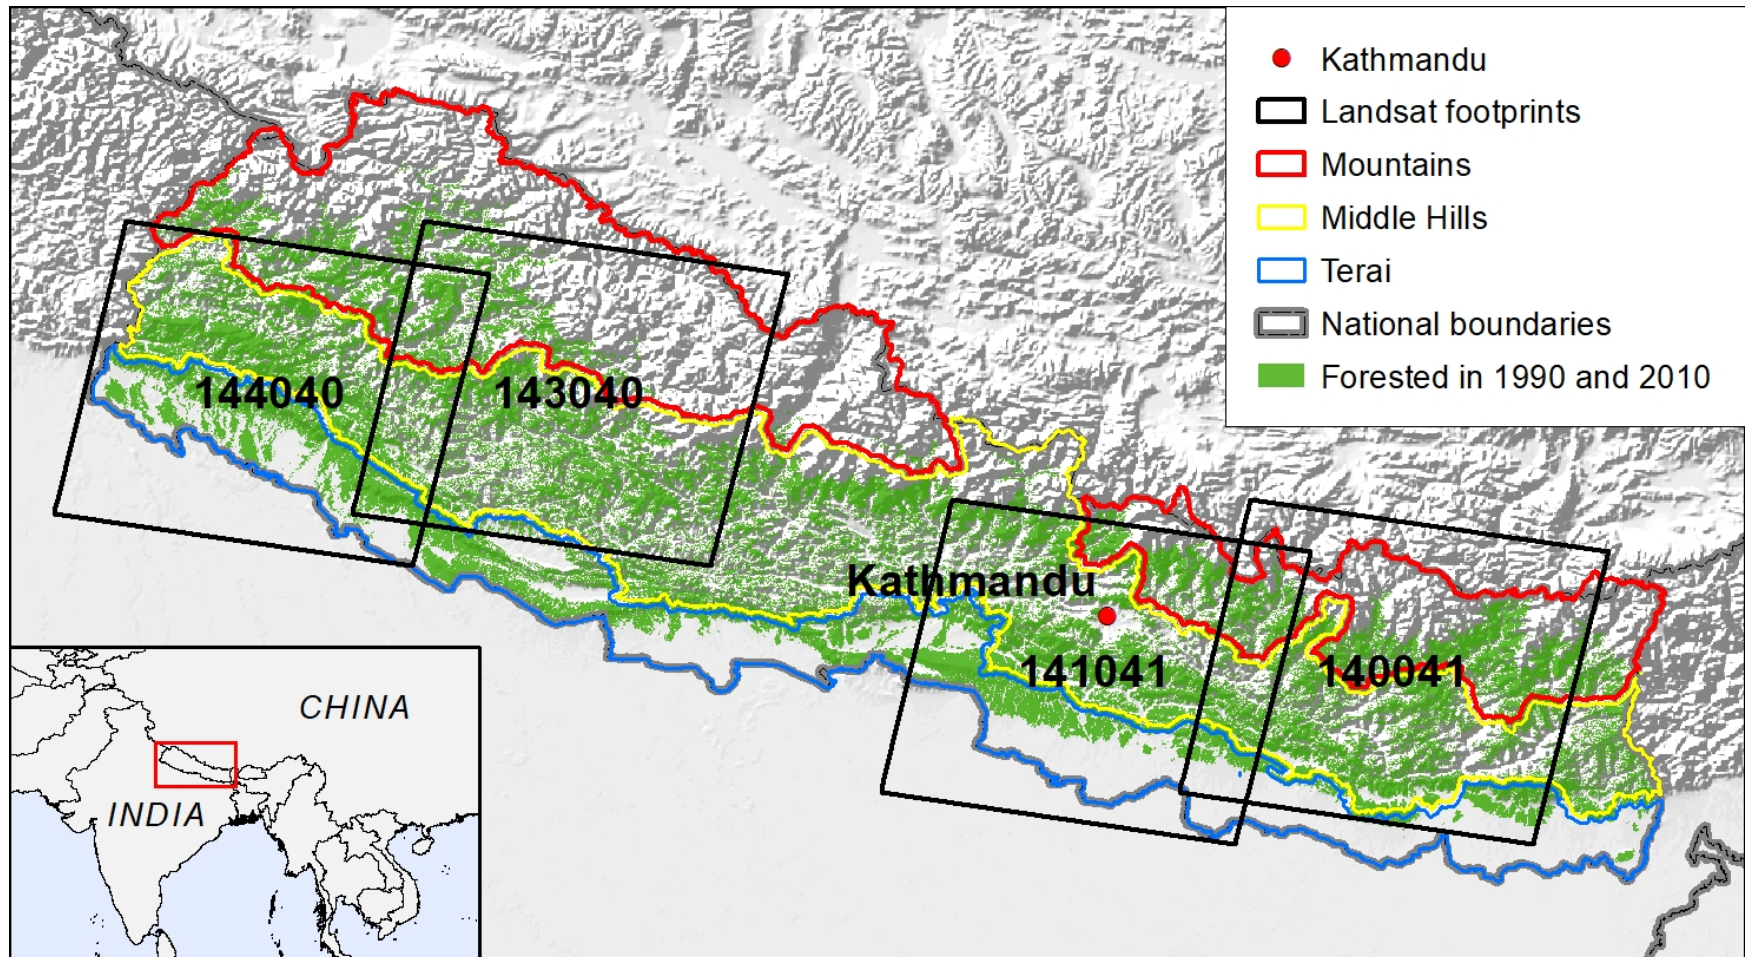 Kathmandu
Landsat footprints
Mountains
Middle Hills
Terai
National boundaries
Forested in 1990 and 2010
144040
143040
Kathmandu
141041
140041
CHINA
INDIA